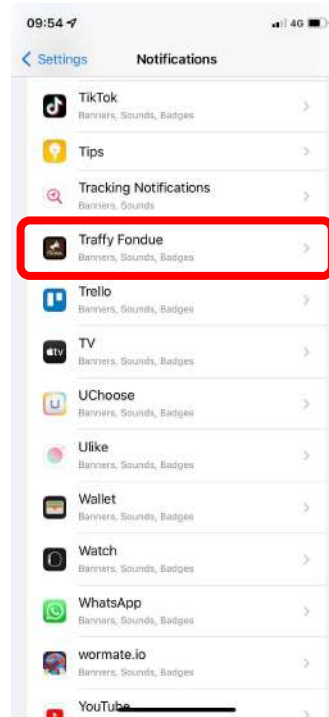 09:54
4G
Settings
Notifications
TikTok
Banners, Sounds, Badges
Tips
Tracking Notifications
Banners, Sounds
Traffy Fondue
Banners, Sounds, Badges
Trello
Banners, Sounds, Badges
TV
Banners, Sounds, Badges
UChoose
Banners, Sounds, Badges
Ulike
Banners, Sounds, Badges
Wallet
Banners, Sounds, Badges
Watch
Banners, Sounds, Badges
WhatsApp
Banners, Sounds, Badges
wormate.io
Banners, Sounds, Badges
YouTube